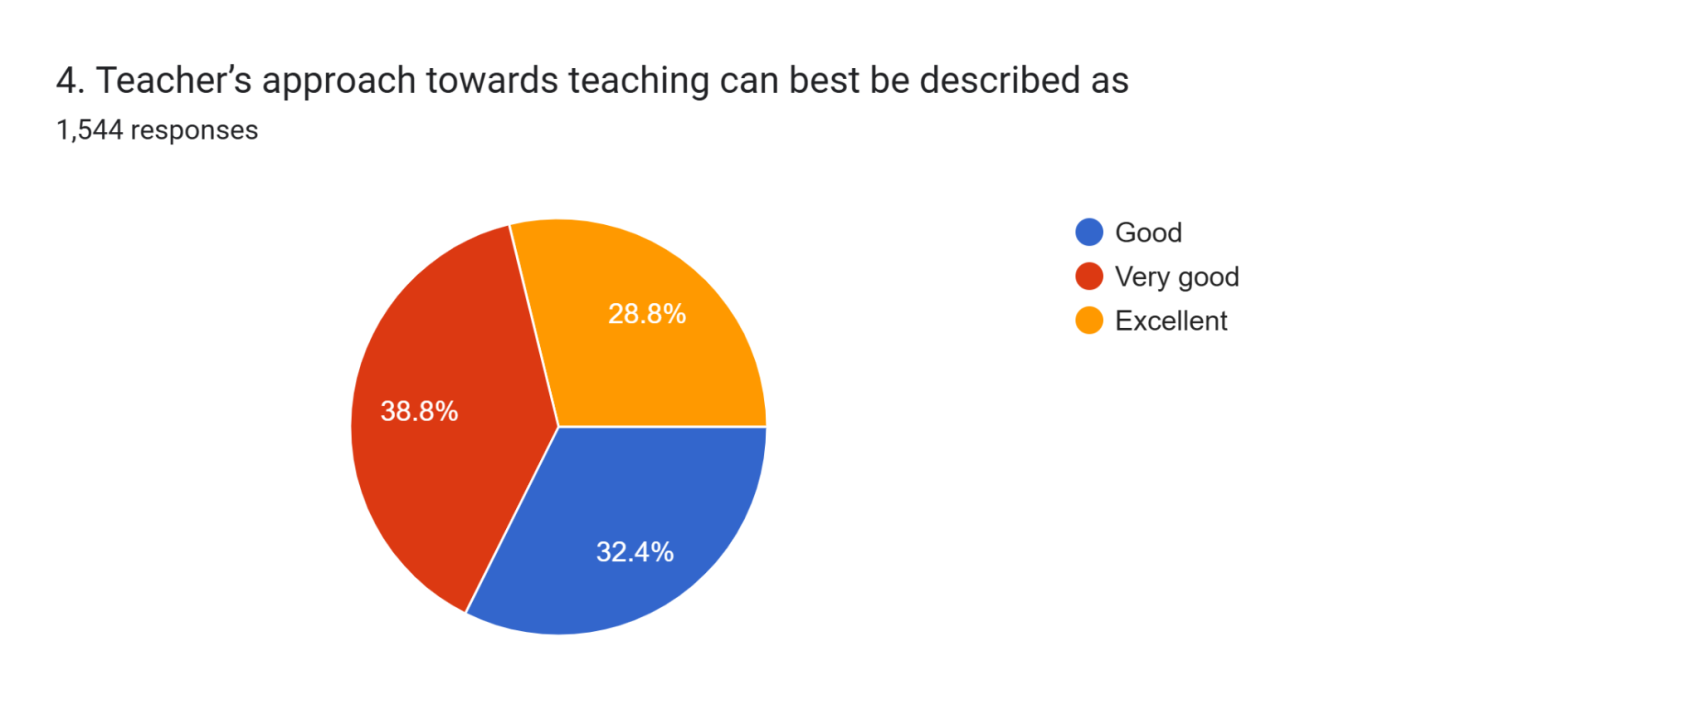 4. Teacher’s approach towards teaching can best be described as
1,544 responses
Good
Very good
Excellent
28.8%
38.8%
32.4%